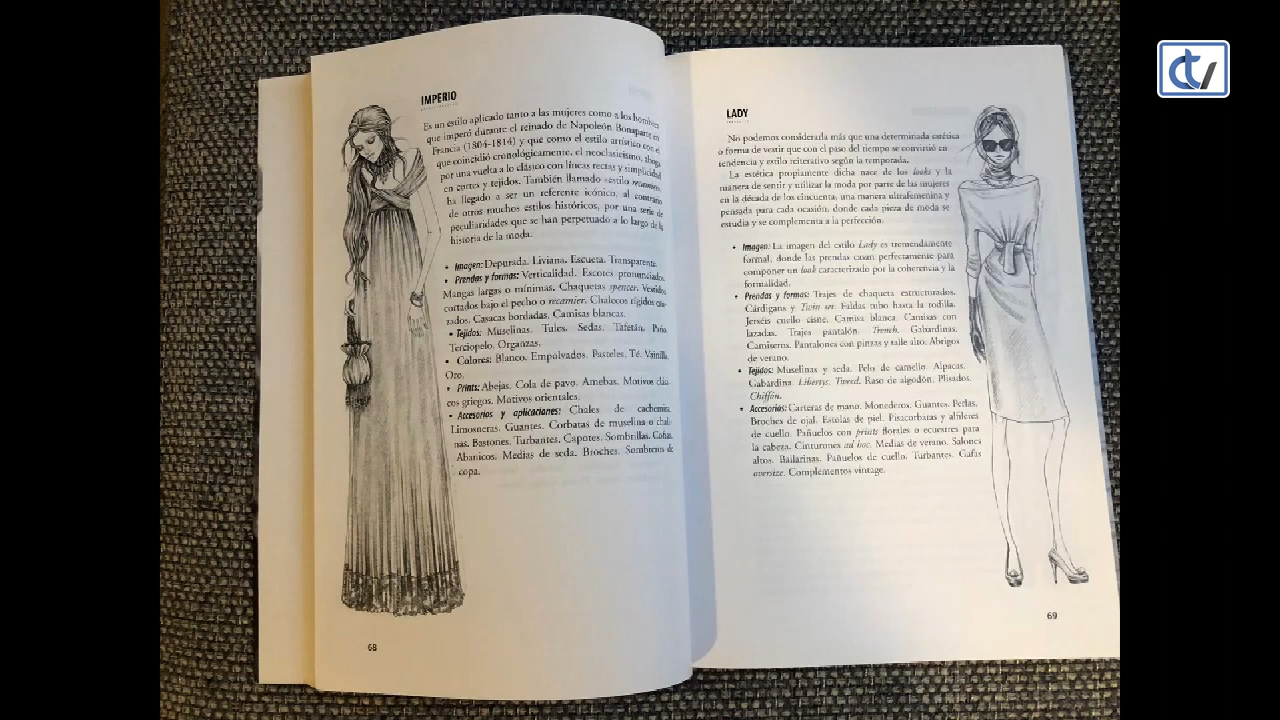 IMPERIO
Es un estilo aplicado tanto a las mujeres como a los hombres
que imperó durante el reinado de Napoleón Bonaparte en
Francia (1804-1814) y que como el estilo artístico con el
que coincidió cronológicamente, el neoclasicismo, aboga
por una vuelta a lo clásico con líneas rectas y simplicidad
en cortes y tejidos. También llamado «estilo recamier»
ha llegado a ser un referente icónico, al contrario
de otros muchos estilos históricos, por una serie de
peculiaridades que se han perpetuado a lo largo de la
historia de la moda.
• Imagen: Depurada. Liviana. Escueta. Transparente.
• Prendas y formas: Verticalidad. Escotes pronunciados.
Mangas largas o mínimas. Chaquetas spencer. Vestidos
cortados bajo el pecho o recamier. Chalecos rígidos cru-
zados. Casacas bordadas. Camisas blancas.
• Tejidos: Muselinas. Tules. Sedas. Tafetán. Paño.
Terciopelo. Organzas.
• Colores: Blanco. Empolvados. Pasteles. Té. Vainilla.
Oro.
• Prints: Abejas. Cola de pavo. Amebas. Motivos clási-
cos griegos. Motivos orientales.
• Accesorios y aplicaciones: Chales de cachemira.
Limosneras. Guantes. Corbatas de muselina o chali-
nas. Bastones. Turbantes. Capotes. Sombrillas. Cofias.
Abanicos. Medias de seda. Broches. Sombreros de
copa.
68
LADY
No podemos considerarla más que una determinada estética
o forma de vestir que con el paso del tiempo se convirtió en
tendencia y estilo reiterativo según la temporada.
La estética propiamente dicha nace de los looks y la
manera de sentir y utilizar la moda por parte de las mujeres
en la década de los cincuenta, una manera ultrafemenina y
pensada para cada ocasión, donde cada pieza de moda se
estudia y se complementa a la perfección.
• Imagen: La imagen del estilo Lady es tremendamente
formal, donde las prendas casan perfectamente para
componer un look caracterizado por la coherencia y la
formalidad.
• Prendas y formas: Trajes de chaqueta estructurados.
Cárdigans y Twin set. Faldas tubo hasta la rodilla.
Jerséis cuello cisne. Camisa blanca. Camisas con
lazadas. Trajes pantalón. Trench. Gabardinas.
Camiseros. Pantalones con pinzas y talle alto. Abrigos
de verano.
• Tejidos: Muselinas y seda. Pelo de camello. Alpacas.
Gabardina. Libertys. Tweed. Raso de algodón. Plisados.
Chiffón.
• Accesorios: Carteras de mano. Monederos. Guantes. Perlas.
Broches de ojal. Estolas de piel. Pisacorbatas y alfileres
de cuello. Pañuelos con prints florales o ecuestres para
la cabeza. Cinturones ad hoc. Medias de verano. Salones
altos. Bailarinas. Pañuelos de cuello. Turbantes. Gafas
oversize. Complementos vintage.
69